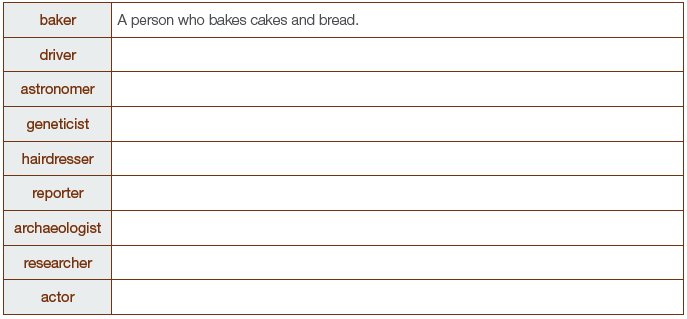 baker A person who bakes cakes and bread.
driver
astronomer
geneticist
hairdresser
reporter
archaeologist
researcher
actor